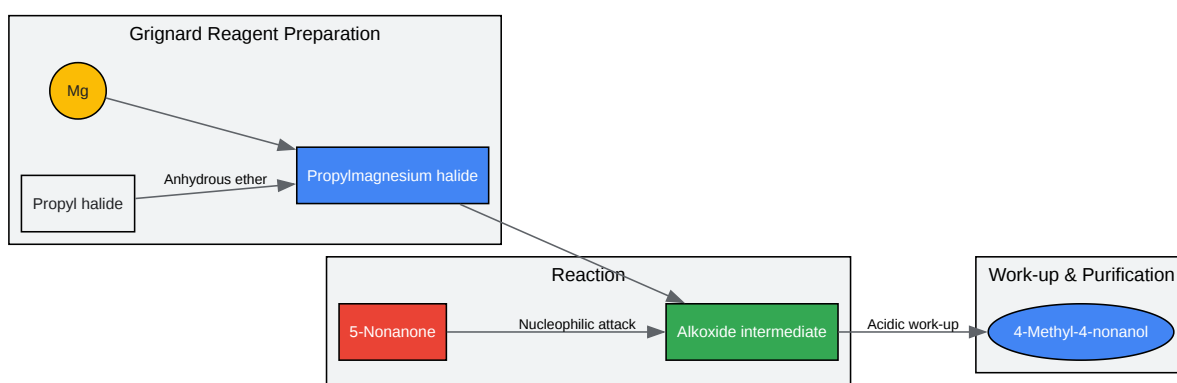 Grignard Reagent Preparation
Mg
Propyl halide
Anhydrous ether
Propylmagnesium halide
Reaction
5-Nonanone
Nucleophilic attack
Alkoxide intermediate
Acidic work-up
Work-up & Purification
4-Methyl-4-nonanol